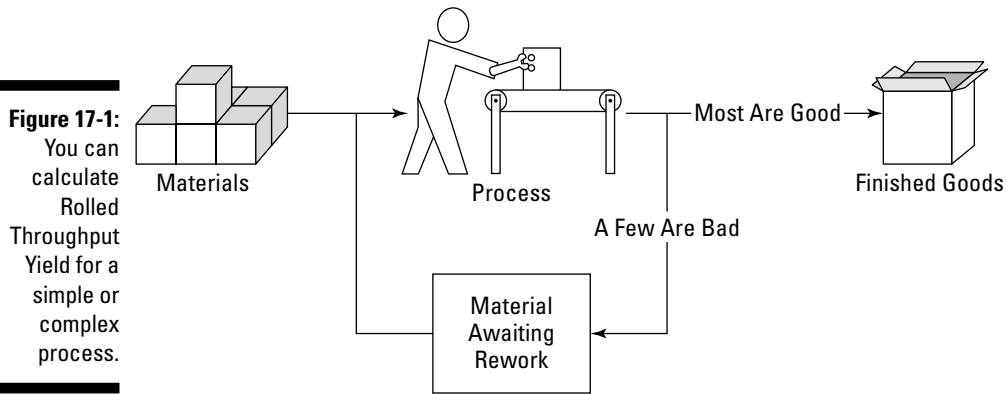 Figure 17-1:
You can
calculate
Rolled
Throughput
Yield for a
simple or
complex
process.
Materials
Process
Most Are Good
Finished Goods
A Few Are Bad
Material
Awaiting
Rework